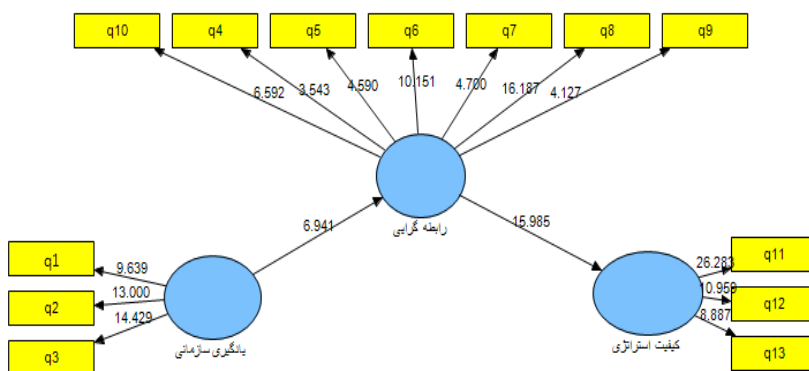 q10
q4
q5
q6
q7
q8
q9
6.592
3.543
4.590
10.151
4.700
16.187
4.127
رابطه گرایی
6.941
15.985
q1
q2
q3
9.639
13.000
14.429
یادگیری سازمانی
q11
q12
q13
26.283
10.959
8.887
کیفیت استراتژی